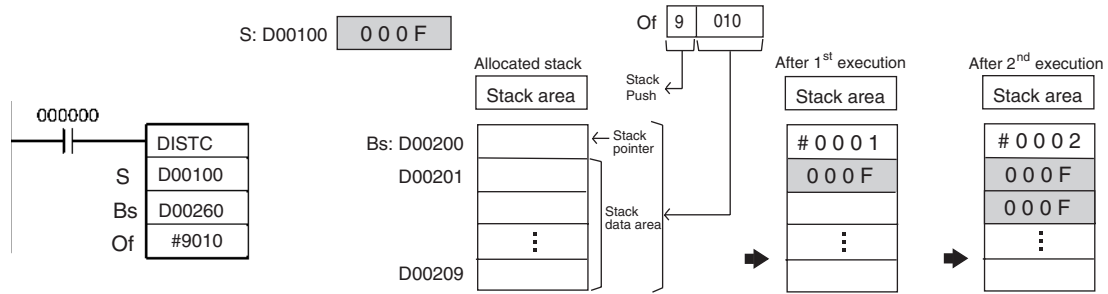 S: D00100 000F
Of 9 010
Stack Push
Allocated stack
Stack area
After 1st execution
Stack area
After 2nd execution
Stack area
000000
DISTC
S D00100
Bs D00260
Of #9010
Bs: D00200
Stack pointer
D00201
Stack data area
D00209
#0001
000F
#0002
000F
000F